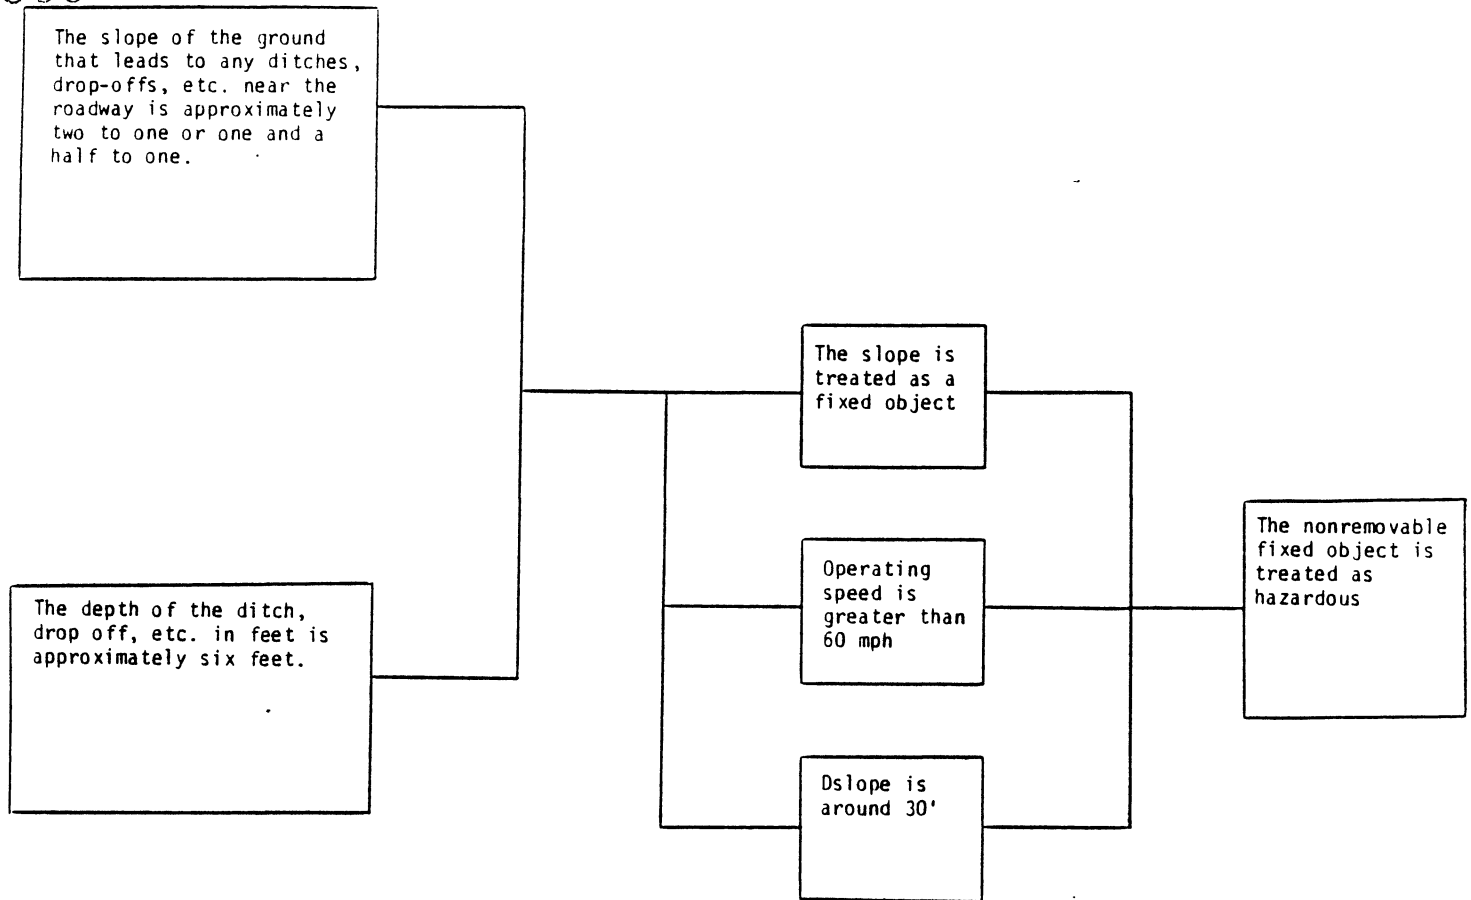 The slope of the ground
that leads to any ditches,
drop-offs, etc. near the
roadway is approximately
two to one or one and a
half to one.
The slope is
treated as a
fixed object
The nonremovable
fixed object is
treated as
hazardous
Operating
speed is
greater than
60 mph
The depth of the ditch,
drop off, etc. in feet is
approximately six feet.
Dslope is
around 30'